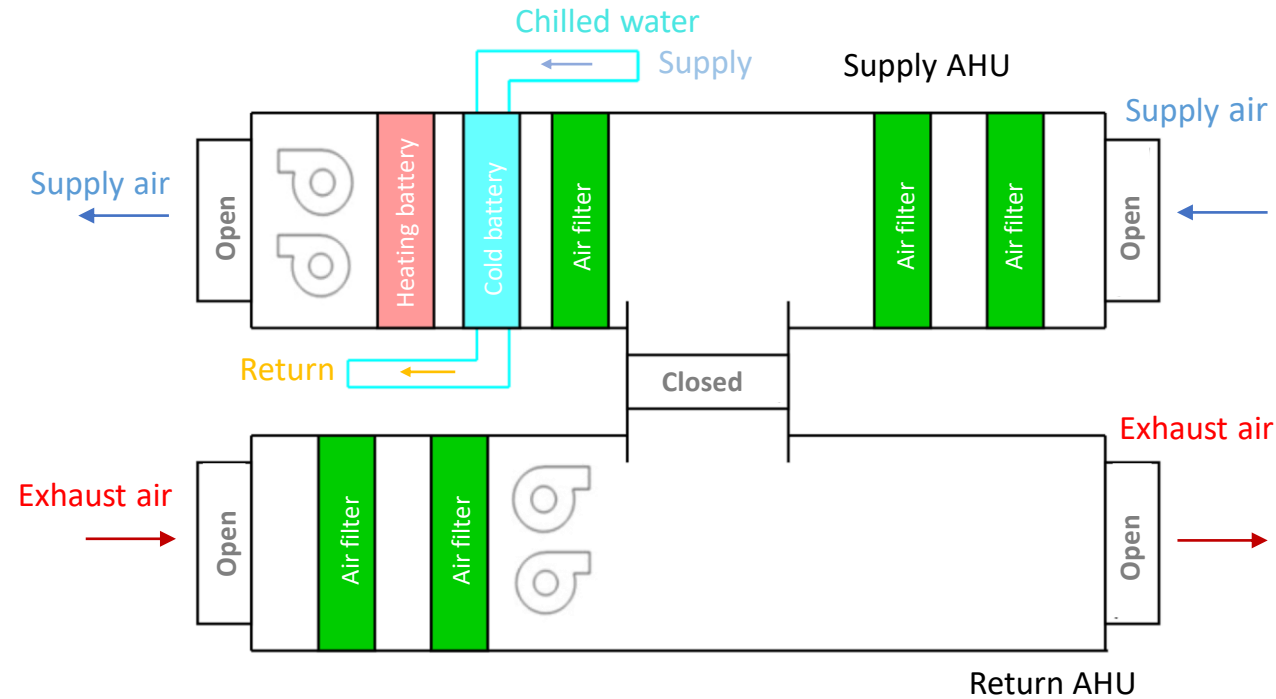 Chilled water
Supply
Supply AHU
Supply air
Supply air
Open
Heating battery
Cold battery
Air filter
Air filter
Air filter
Open
Return
Closed
Exhaust air
Exhaust air
Open
Air filter
Air filter
Open
Return AHU